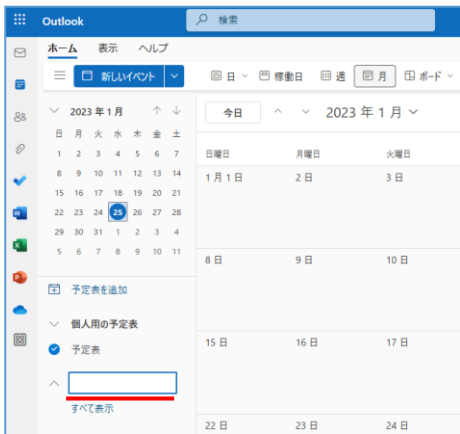 Outlook
検索
ホーム 表示 ヘルプ
新しいイベント 日 稼働日 週 月 ボード
2023 年 1 月
日 月 火 水 木 金 土
1 2 3 4 5 6 7
8 9 10 11 12 13 14
15 16 17 18 19 20 21
22 23 24 25 26 27 28
29 30 31 1 2 3 4
5 6 7 8 9 10 11
予定表を追加
個人用の予定表
予定表
すべて表示
今日 2023 年 1 月
日曜日 月曜日 火曜日
1 月 1 日 2 日 3 日
8 日 9 日 10 日
15 日 16 日 17 日
22 日 23 日 24 日